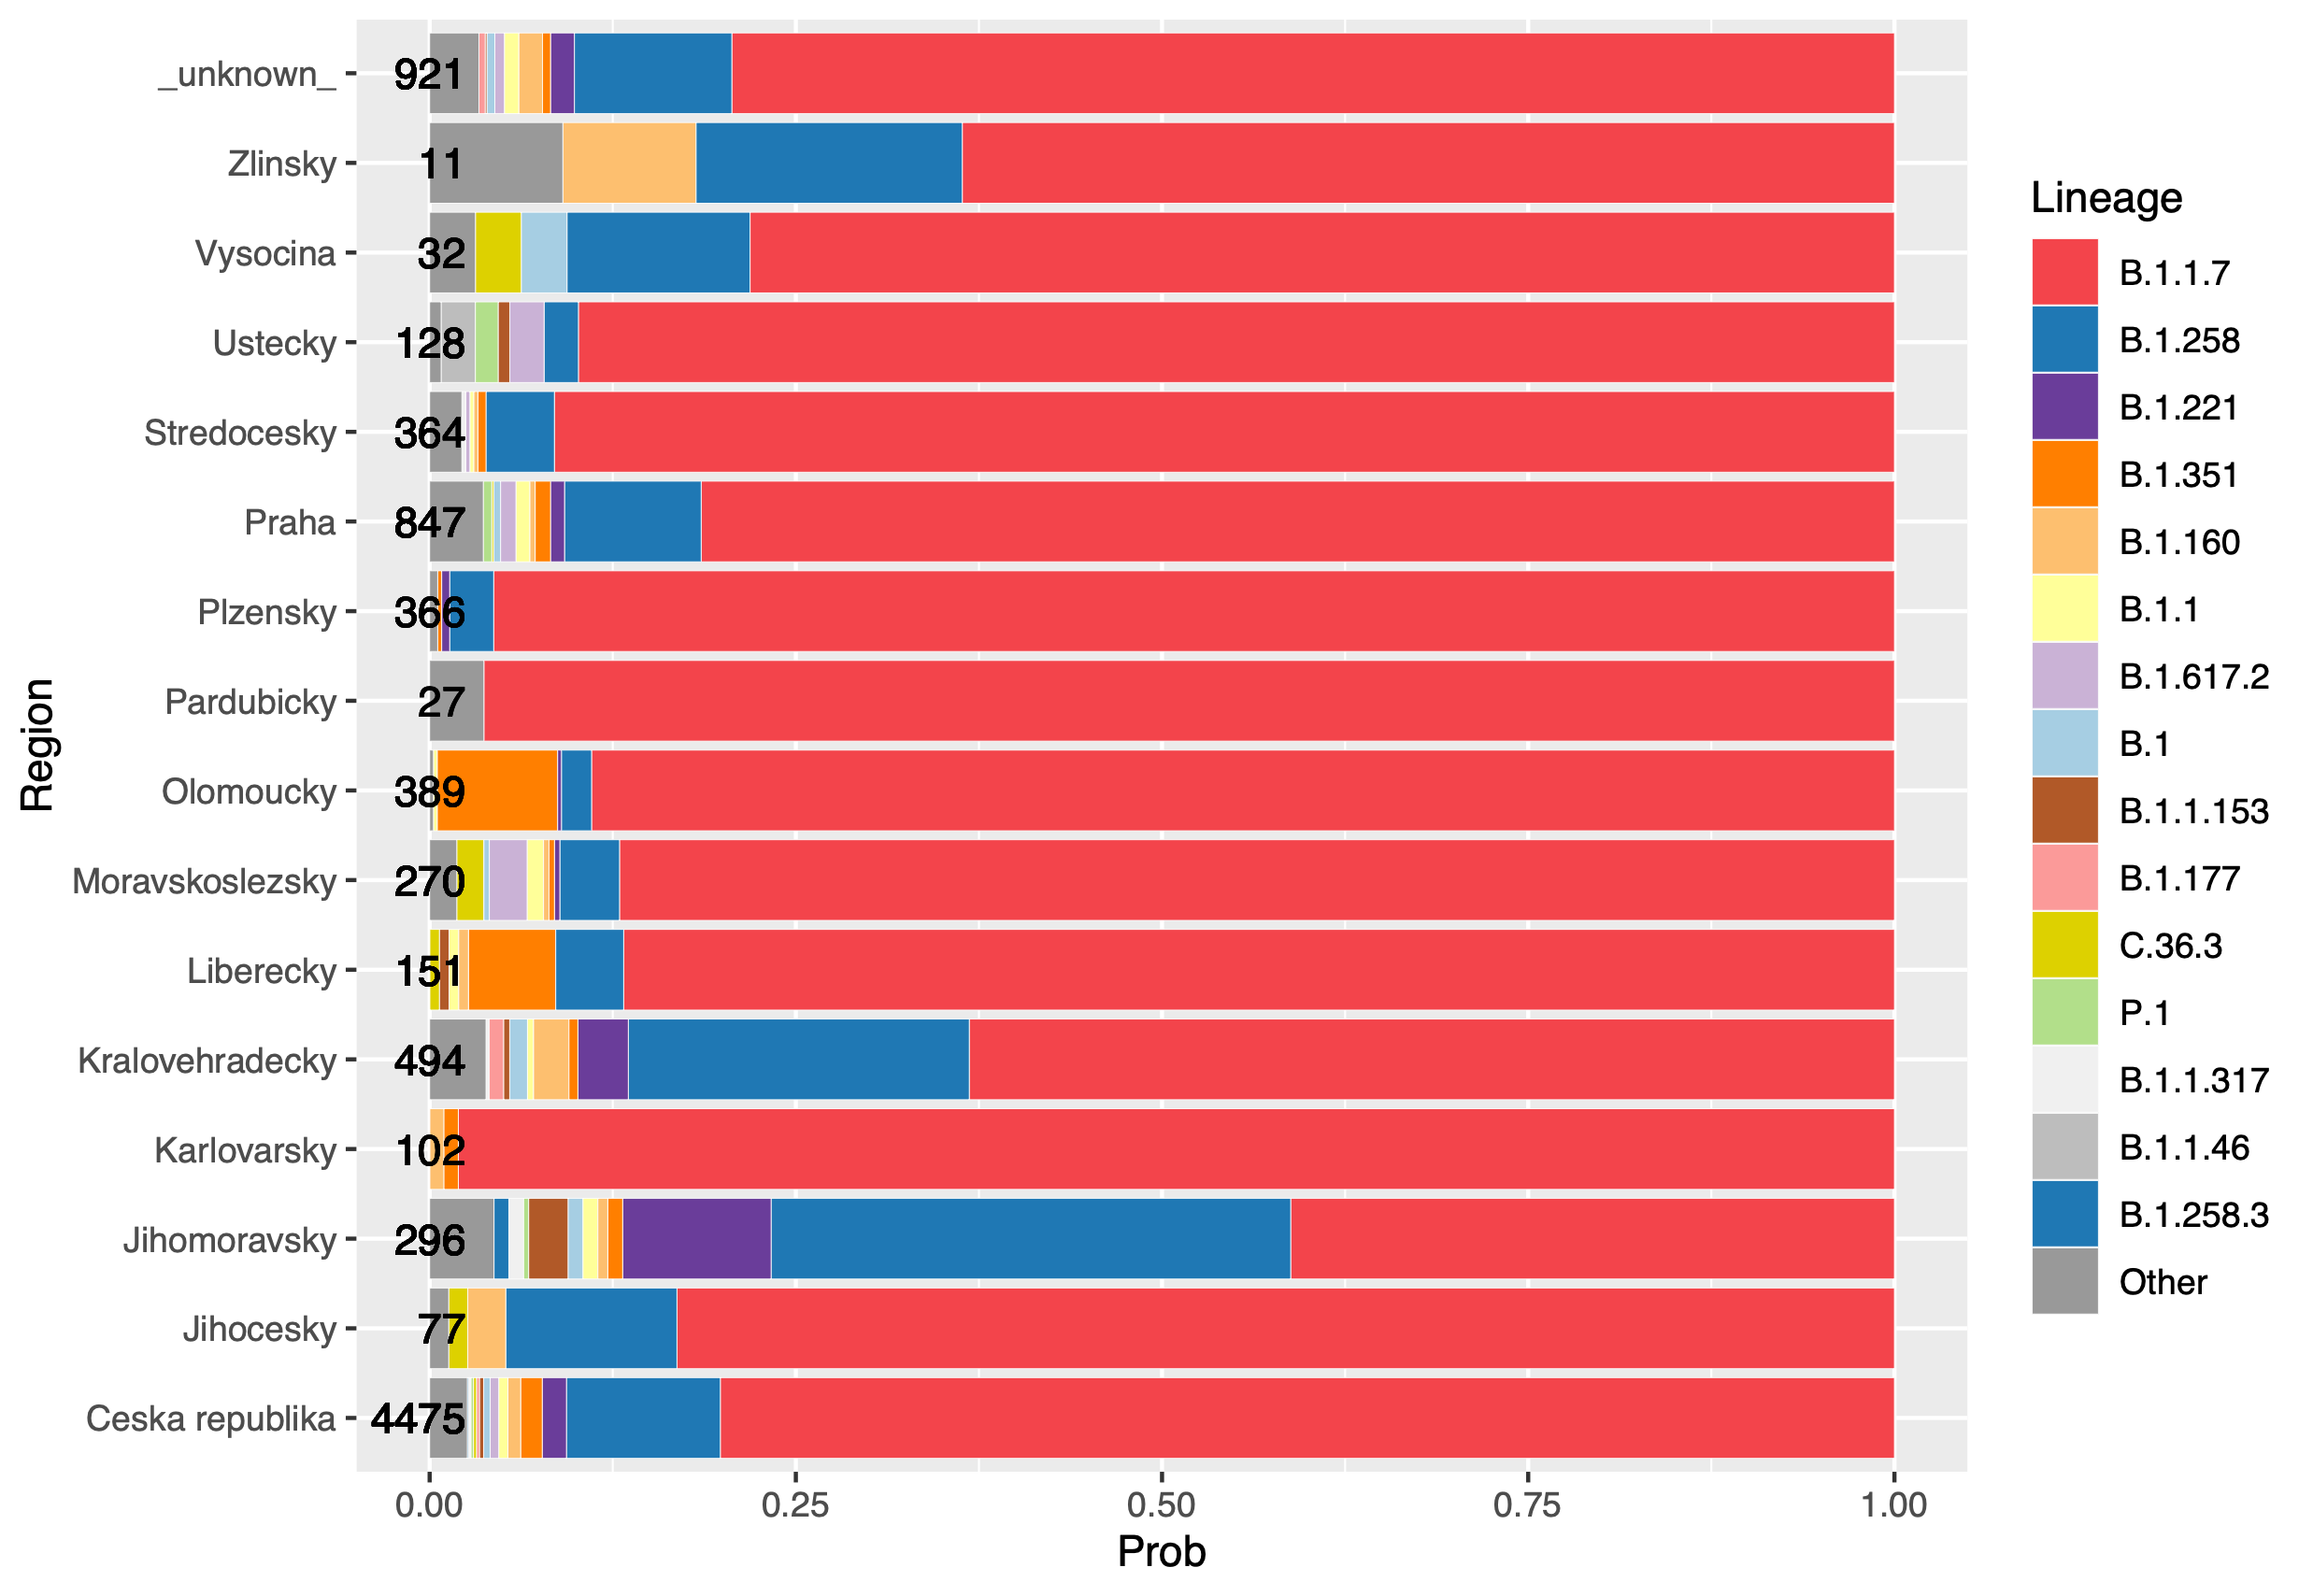 Region
_unknown_ 921
Zlinsky 11
Vysocina 32
Ustecky 128
Stredocesky 364
Praha 847
Plzensky 366
Pardubicky 27
Olomoucky 389
Moravskoslezsky 270
Liberecky 151
Kralovehradecky 494
Karlovarsky 102
Jihomoravsky 296
Jihocesky 77
Ceska republika 4475
0.00 0.25 0.50 0.75 1.00
Prob
Lineage
B.1.1.7
B.1.258
B.1.221
B.1.351
B.1.160
B.1.1
B.1.617.2
B.1
B.1.1.153
B.1.177
C.36.3
P.1
B.1.1.317
B.1.1.46
B.1.258.3
Other